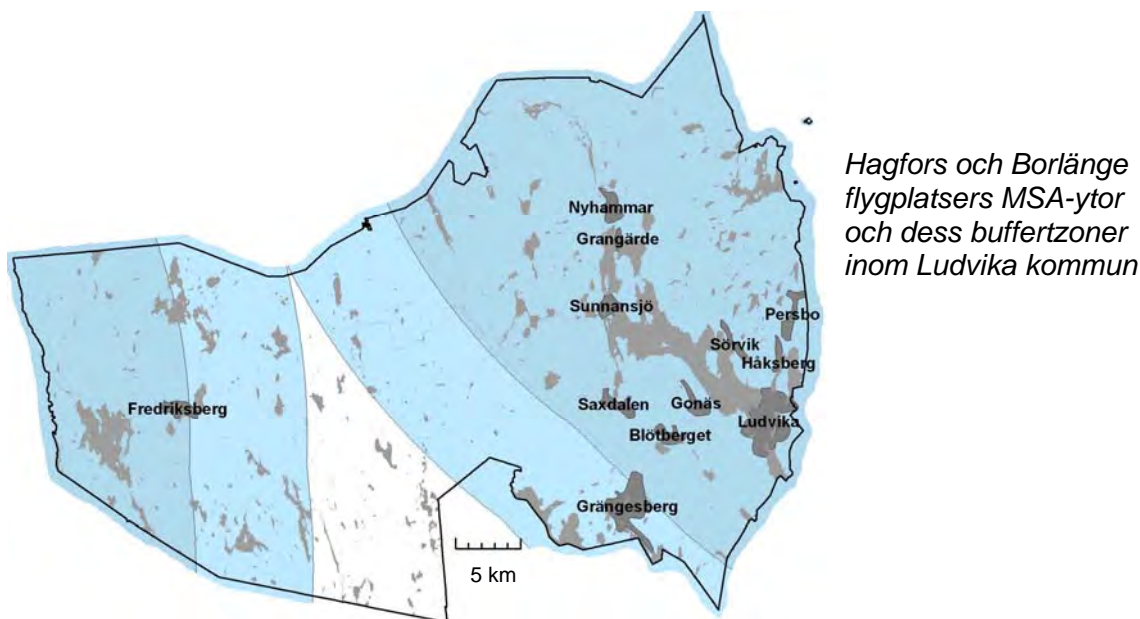 Hagfors och Borlänge
flygplatsers MSA-ytor
och dess buffertzoner
inom Ludvika kommun
Nyhammar
Grangärde
Sunnansjö
Persbo
Sörvik
Håksberg
Fredriksberg
Saxdalen
Gonäs
Ludvika
Blötberget
Grängesberg
5 km